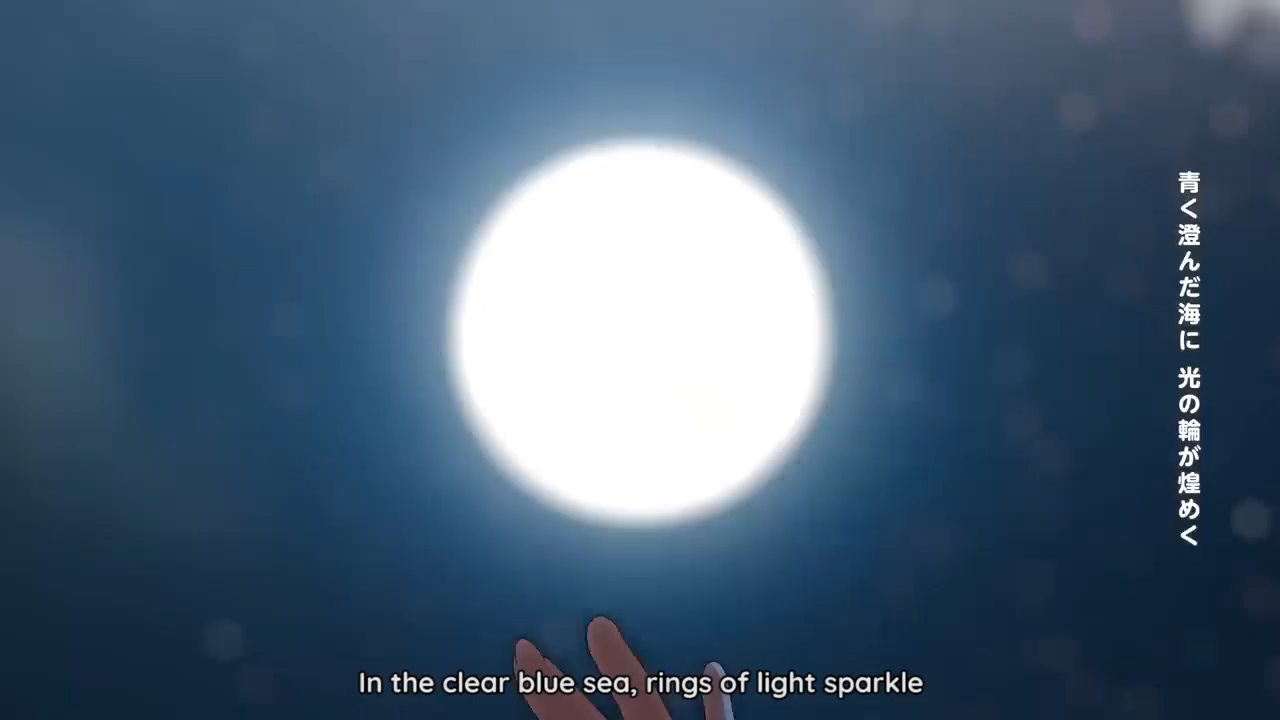 青く澄んだ海に 光の輪が煌めく
In the clear blue sea, rings of light sparkle